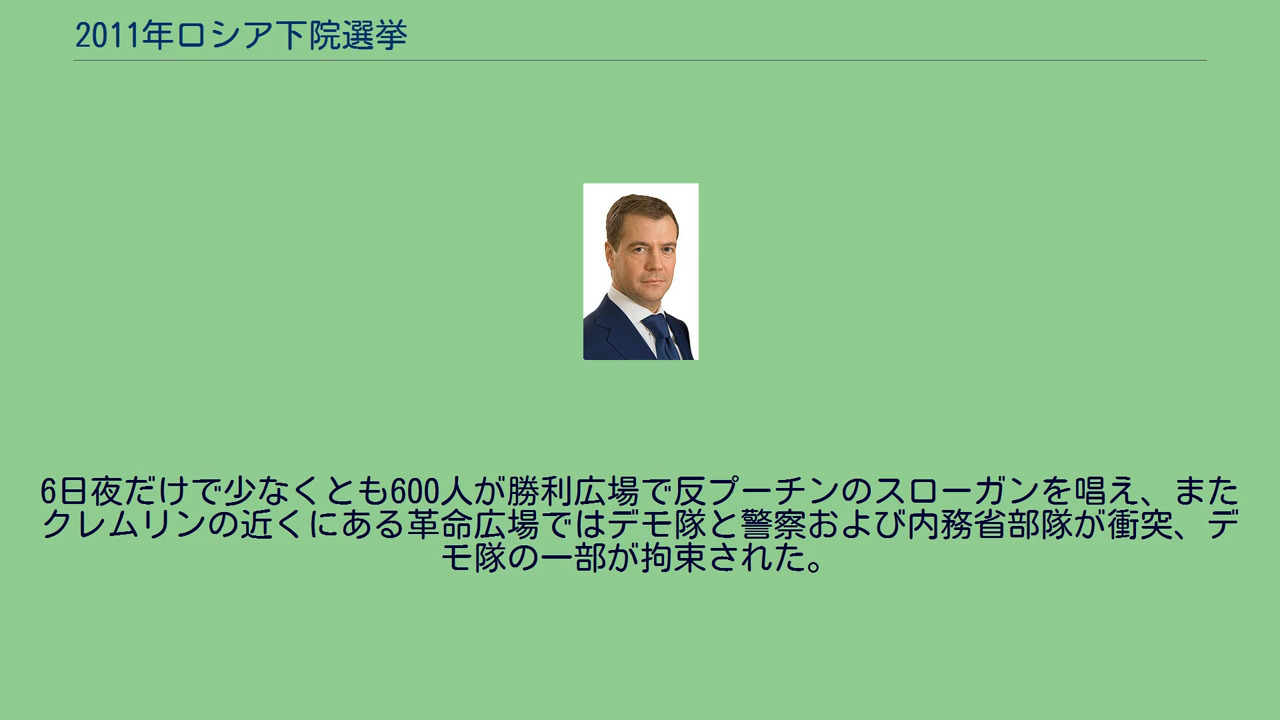 2011年ロシア下院選挙
6日夜だけで少なくとも600人が勝利広場で反プーチンのスローガンを唱え、また
クレムリンの近くにある革命広場ではデモ隊と警察および内務省部隊が衝突、デ
モ隊の一部が拘束された。